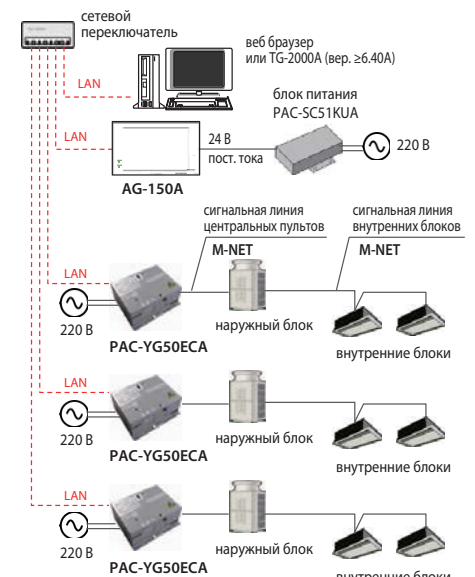 сетевой
переключатель
веб браузер
или TG-2000A (вер. ≥6.40A)
LAN
блок питания
PAC-SC51KUA
LAN
24 В
пост. тока
220 В
AG-150A
сигнальная линия
центральных пультов
M-NET
сигнальная линия
внутренних блоков
M-NET
LAN
220 В
PAC-YG50ECA
наружный блок
внутренние блоки
LAN
220 В
PAC-YG50ECA
наружный блок
внутренние блоки
LAN
220 В
PAC-YG50ECA
наружный блок
внутренние блоки